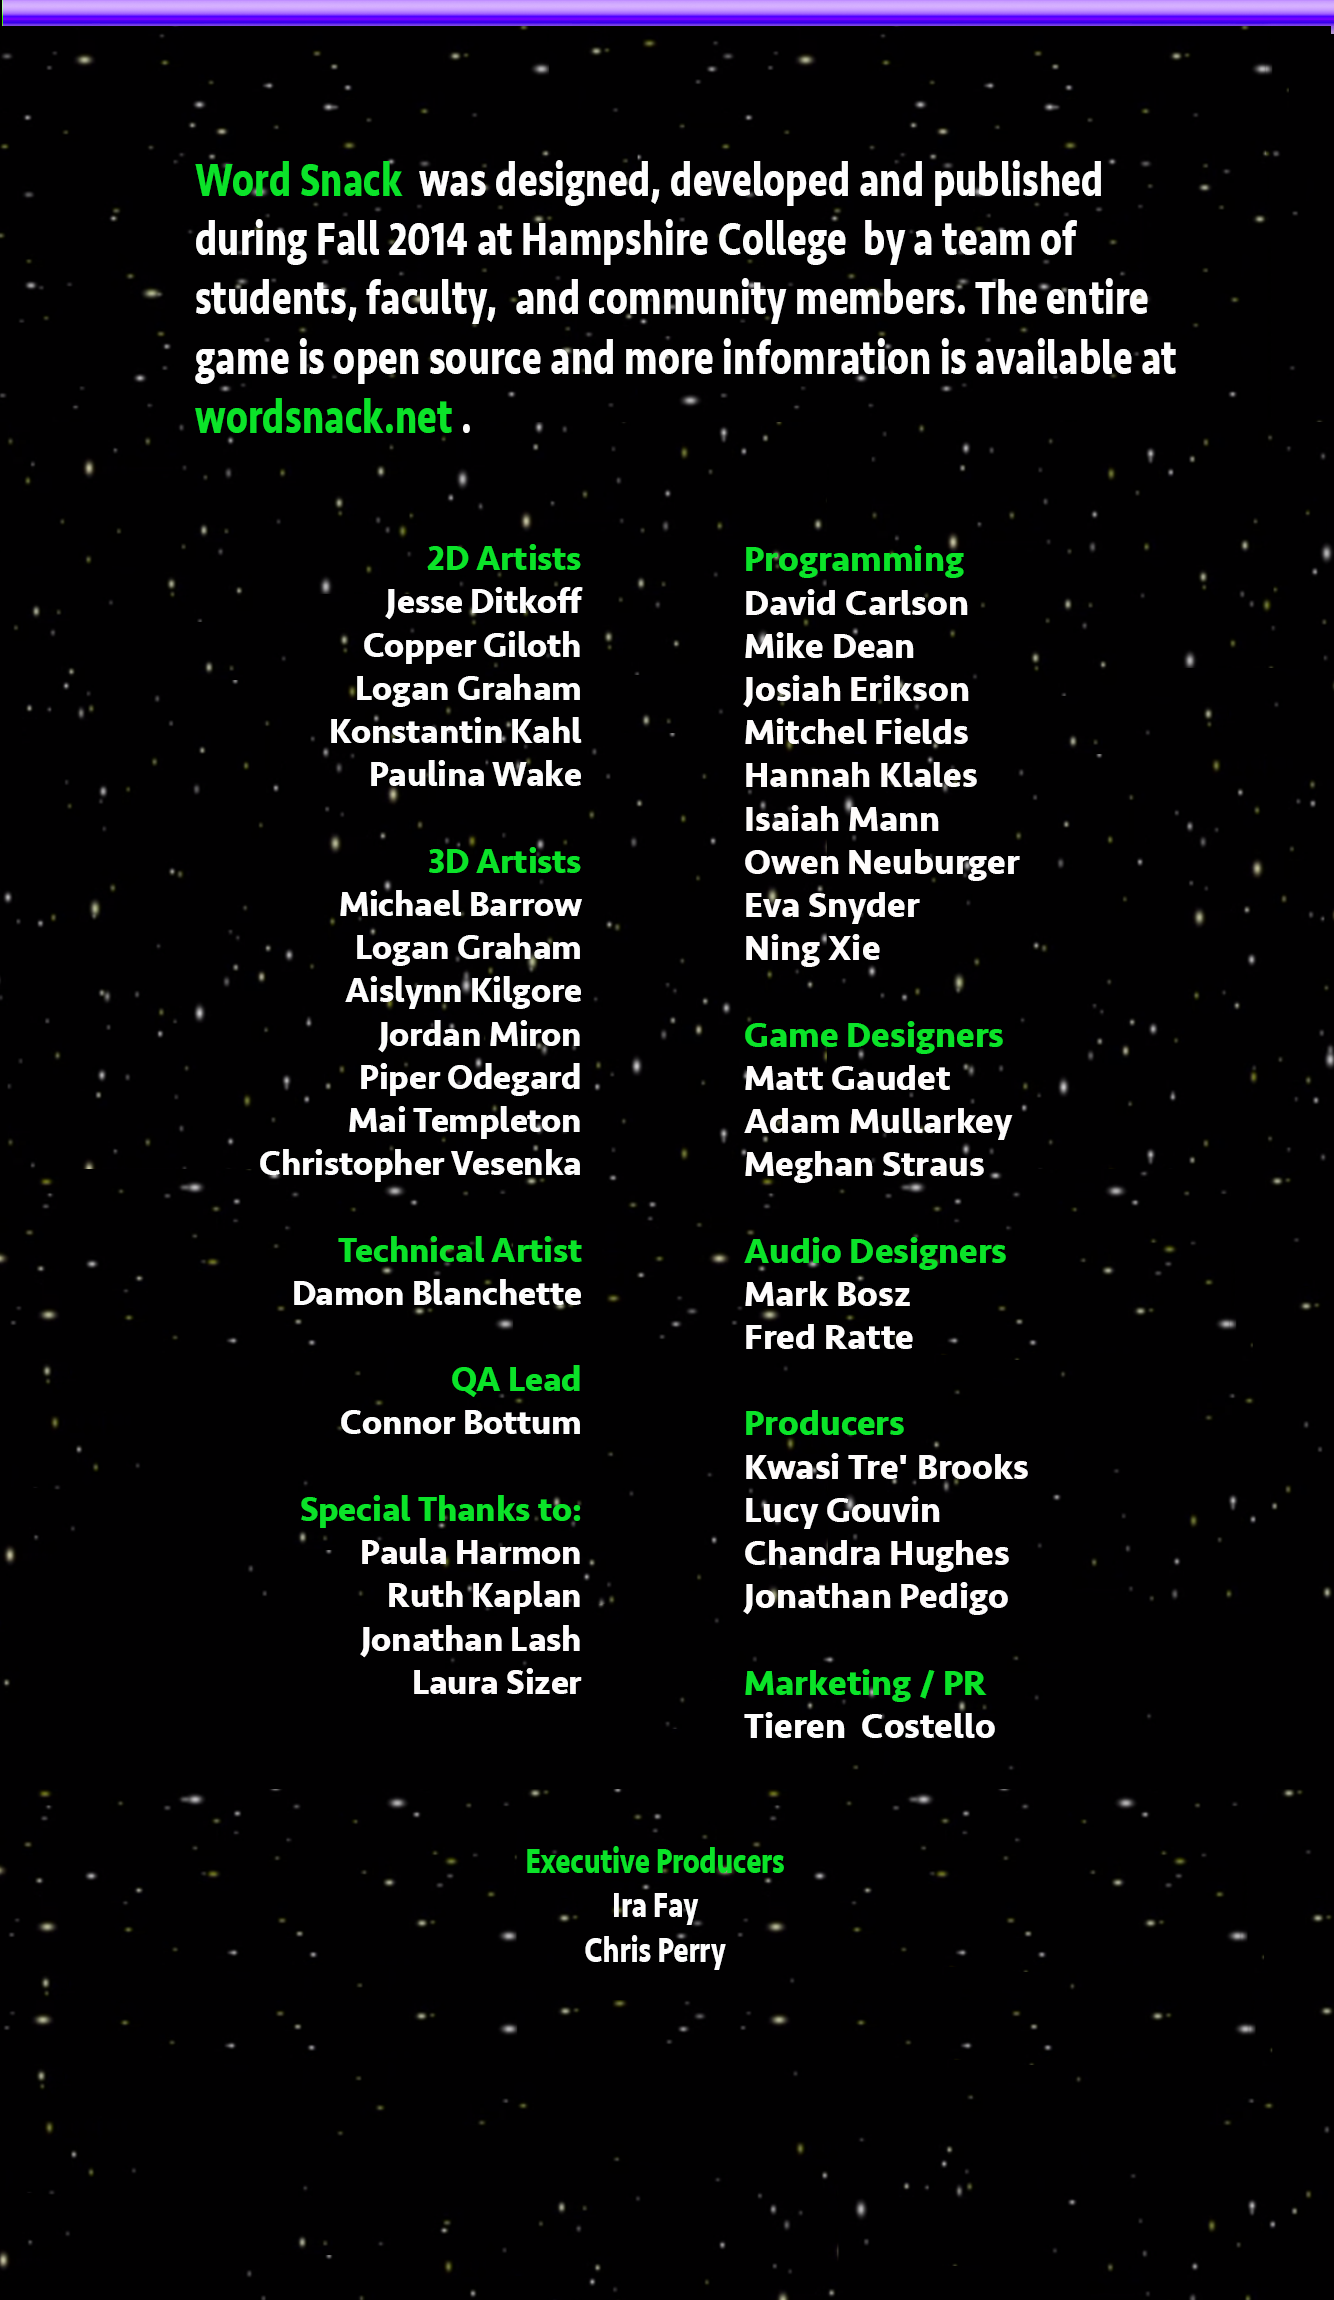 Word Snack was designed, developed and published
during Fall 2014 at Hampshire College by a team of
students, faculty, and community members. The entire
game is open source and more infomration is available at
wordsnack.net .
2D Artists
Jesse Ditkoff
Copper Giloth
Logan Graham
Konstantin Kahl
Paulina Wake
3D Artists
Michael Barrow
Logan Graham
Aislynn Kilgore
Jordan Miron
Piper Odegard
Mai Templeton
Christopher Vesenka
Technical Artist
Damon Blanchette
QA Lead
Connor Bottum
Special Thanks to:
Paula Harmon
Ruth Kaplan
Jonathan Lash
Laura Sizer
Programming
David Carlson
Mike Dean
Josiah Erikson
Mitchel Fields
Hannah Klales
Isaiah Mann
Owen Neuburger
Eva Snyder
Ning Xie
Game Designers
Matt Gaudet
Adam Mullarkey
Meghan Straus
Audio Designers
Mark Bosz
Fred Ratte
Producers
Kwasi Tre' Brooks
Lucy Gouvin
Chandra Hughes
Jonathan Pedigo
Marketing / PR
Tieren Costello
Executive Producers
Ira Fay
Chris Perry